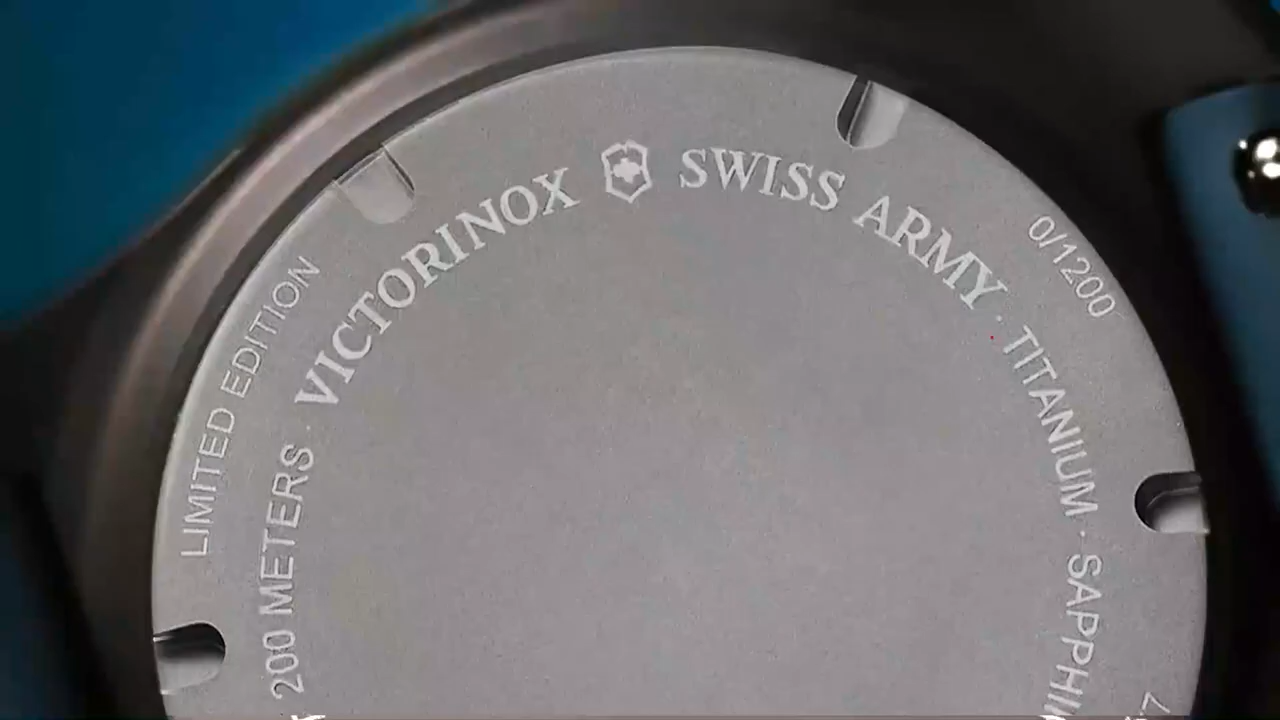 200 METERS · VICTORINOX SWISS ARMY · TITANIUM ·
LIMITED EDITION
0/1200